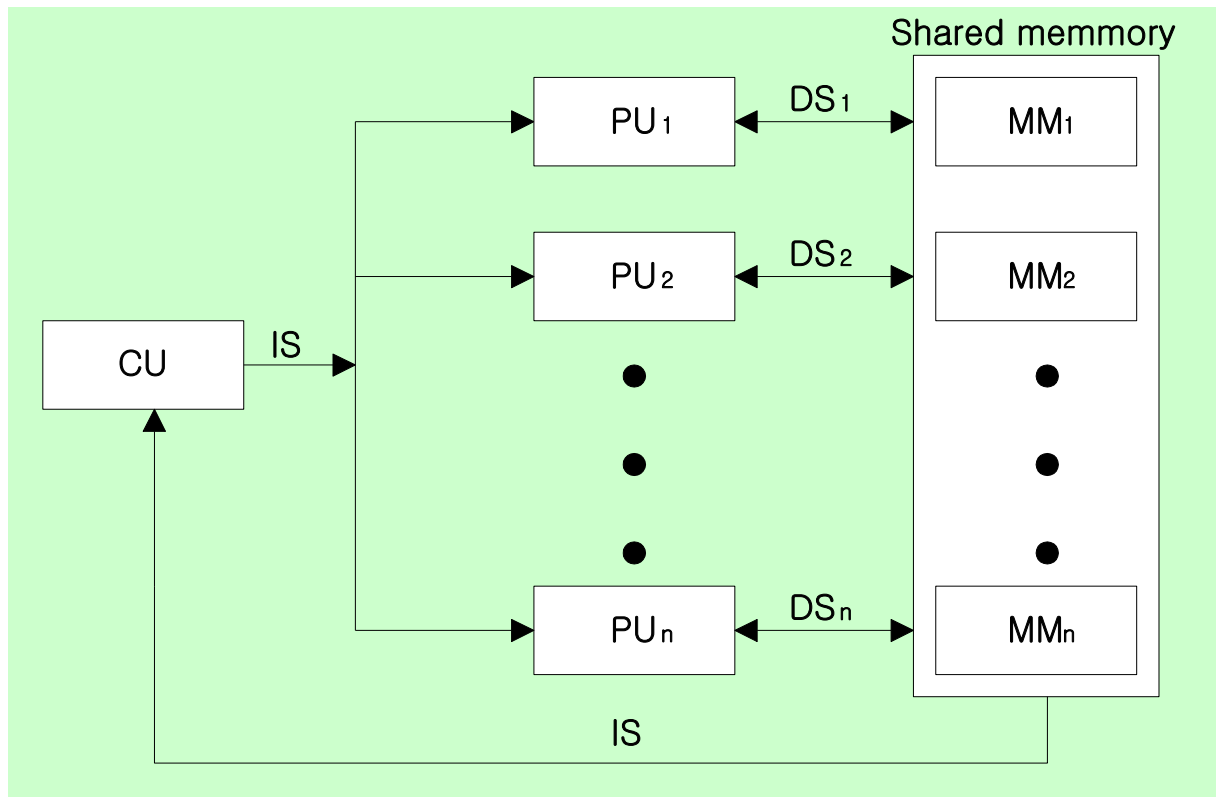 Shared memmory
PU1
DS1
MM1
PU2
DS2
MM2
CU
IS
PUn
DSn
MMn
IS